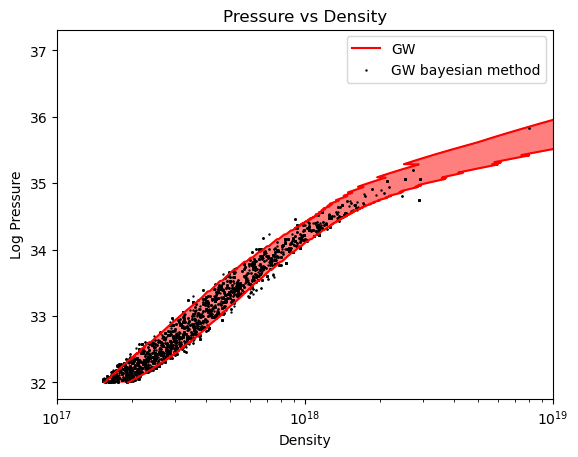 Pressure vs Density
GW
GW bayesian method
Log Pressure
37
36
35
34
33
32
10^17
10^18
10^19
Density